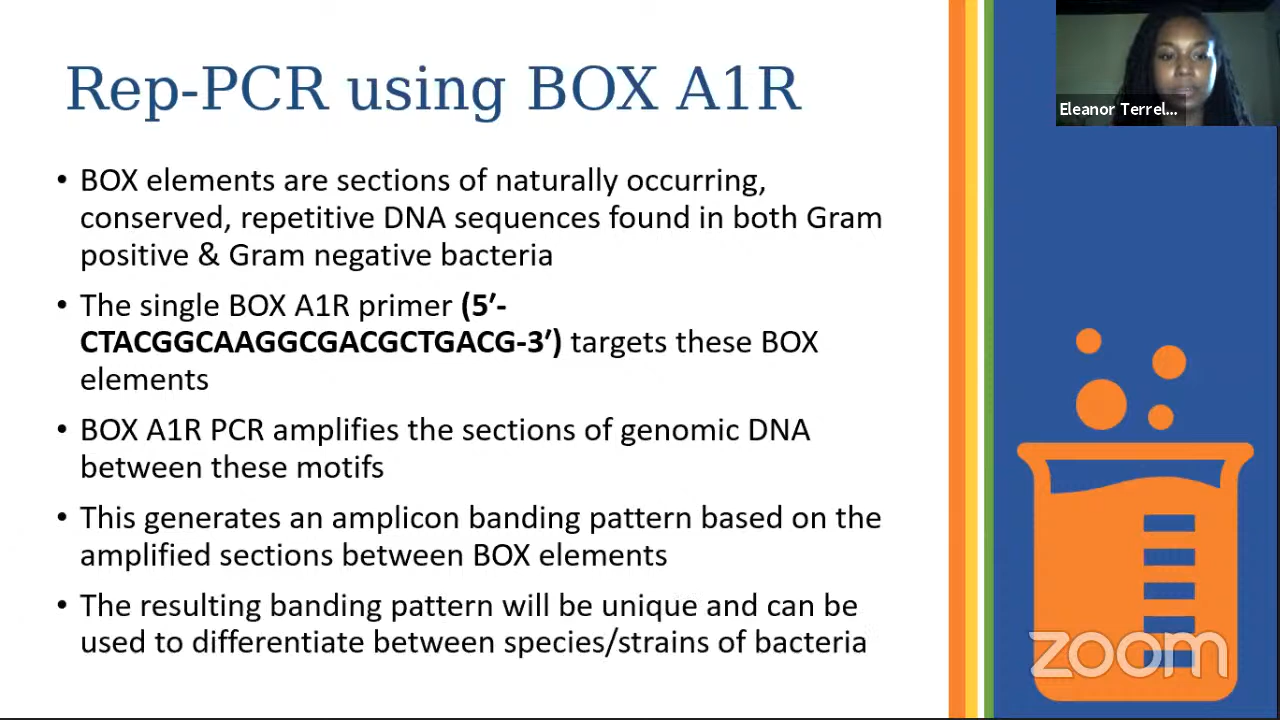 Rep-PCR using BOX A1R
Eleanor Terrel...
• BOX elements are sections of naturally occurring,
conserved, repetitive DNA sequences found in both Gram
positive & Gram negative bacteria
• The single BOX A1R primer (5′-
CTACGGCAAGGCGACGCTGACG-3′) targets these BOX
elements
• BOX A1R PCR amplifies the sections of genomic DNA
between these motifs
• This generates an amplicon banding pattern based on the
amplified sections between BOX elements
• The resulting banding pattern will be unique and can be
used to differentiate between species/strains of bacteria
zoom